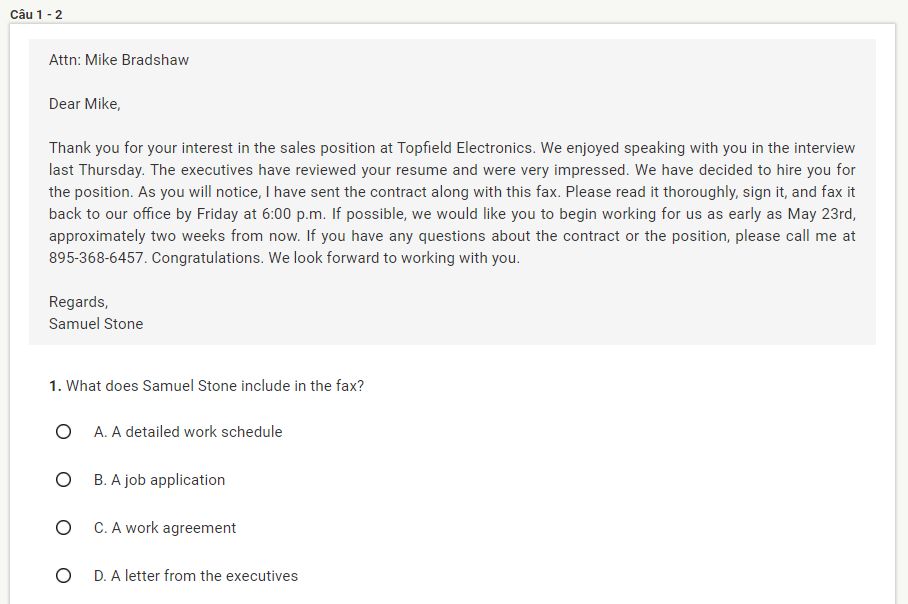 Câu 1 - 2
Attn: Mike Bradshaw
Dear Mike,
Thank you for your interest in the sales position at Topfield Electronics. We enjoyed speaking with you in the interview
last Thursday. The executives have reviewed your resume and were very impressed. We have decided to hire you for
the position. As you will notice, I have sent the contract along with this fax. Please read it thoroughly, sign it, and fax it
back to our office by Friday at 6:00 p.m. If possible, we would like you to begin working for us as early as May 23rd,
approximately two weeks from now. If you have any questions about the contract or the position, please call me at
895-368-6457. Congratulations. We look forward to working with you.
Regards,
Samuel Stone
1. What does Samuel Stone include in the fax?
A. A detailed work schedule
B. A job application
C. A work agreement
D. A letter from the executives